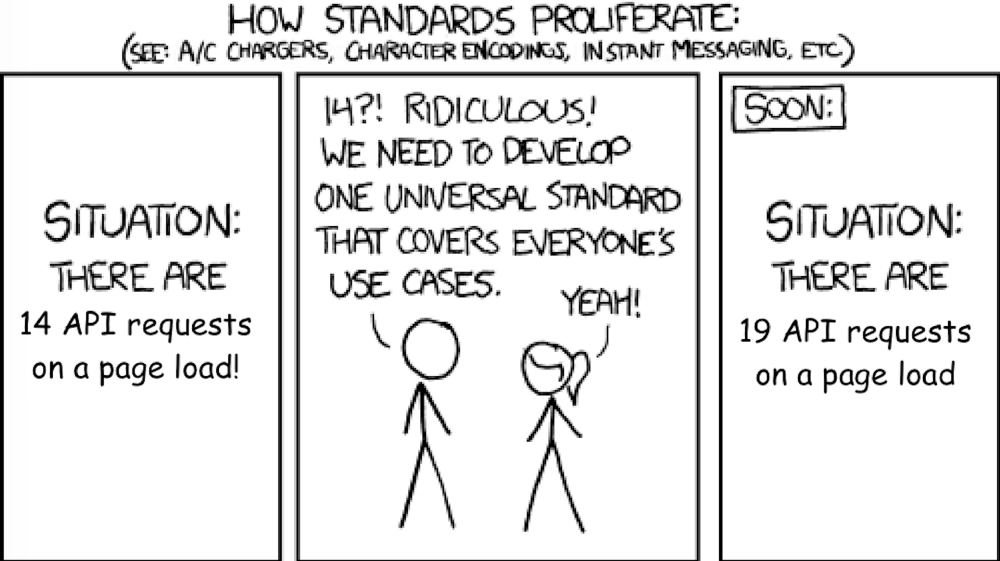 HOW STANDARDS PROLIFERATE:
(SEE: A/C CHARGERS, CHARACTER ENCODINGS, INSTANT MESSAGING, ETC)
SITUATION:
THERE ARE
14 API requests
on a page load!
14?! RIDICULOUS!
WE NEED TO DEVELOP
ONE UNIVERSAL STANDARD
THAT COVERS EVERYONE'S
USE CASES.
YEAH!
SOON:
SITUATION:
THERE ARE
19 API requests
on a page load